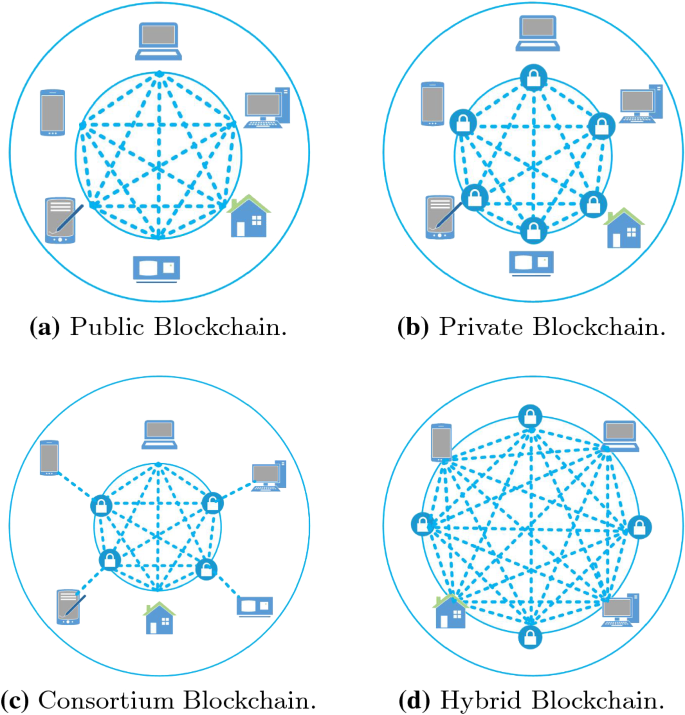 (a) Public Blockchain.
(b) Private Blockchain.
(c) Consortium Blockchain.
(d) Hybrid Blockchain.